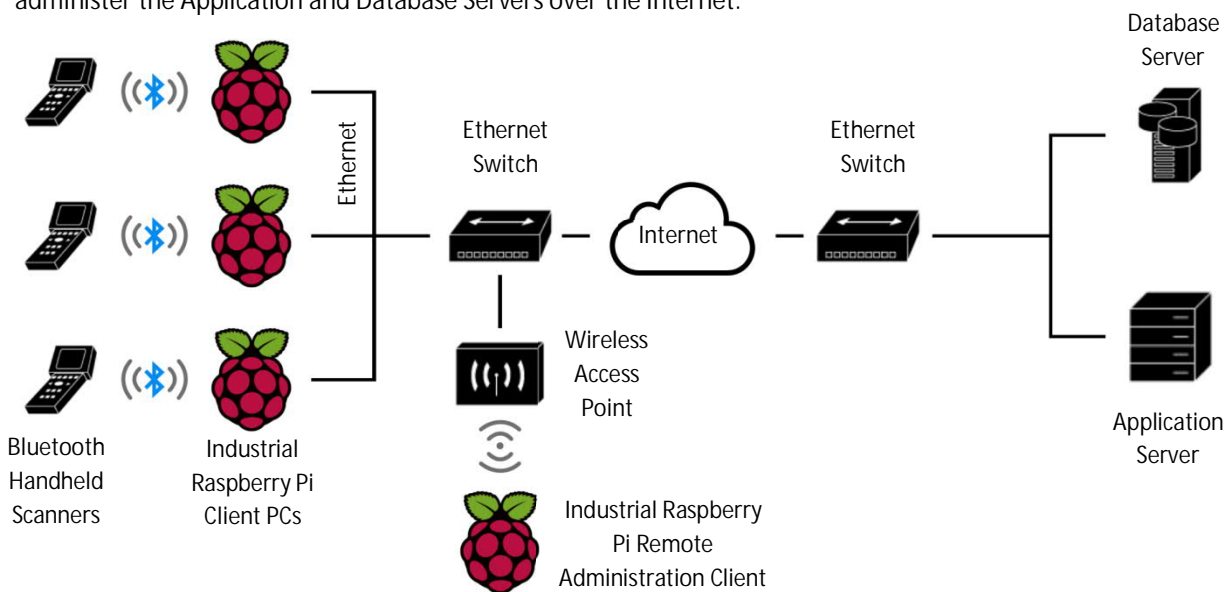 administer the Application and Database Servers over the Internet.
Database
Server
Ethernet
Ethernet
Switch
Internet
Ethernet
Switch
Wireless
Access
Point
Application
Server
Bluetooth
Handheld
Scanners
Industrial
Raspberry Pi
Client PCs
Industrial Raspberry
Pi Remote
Administration Client